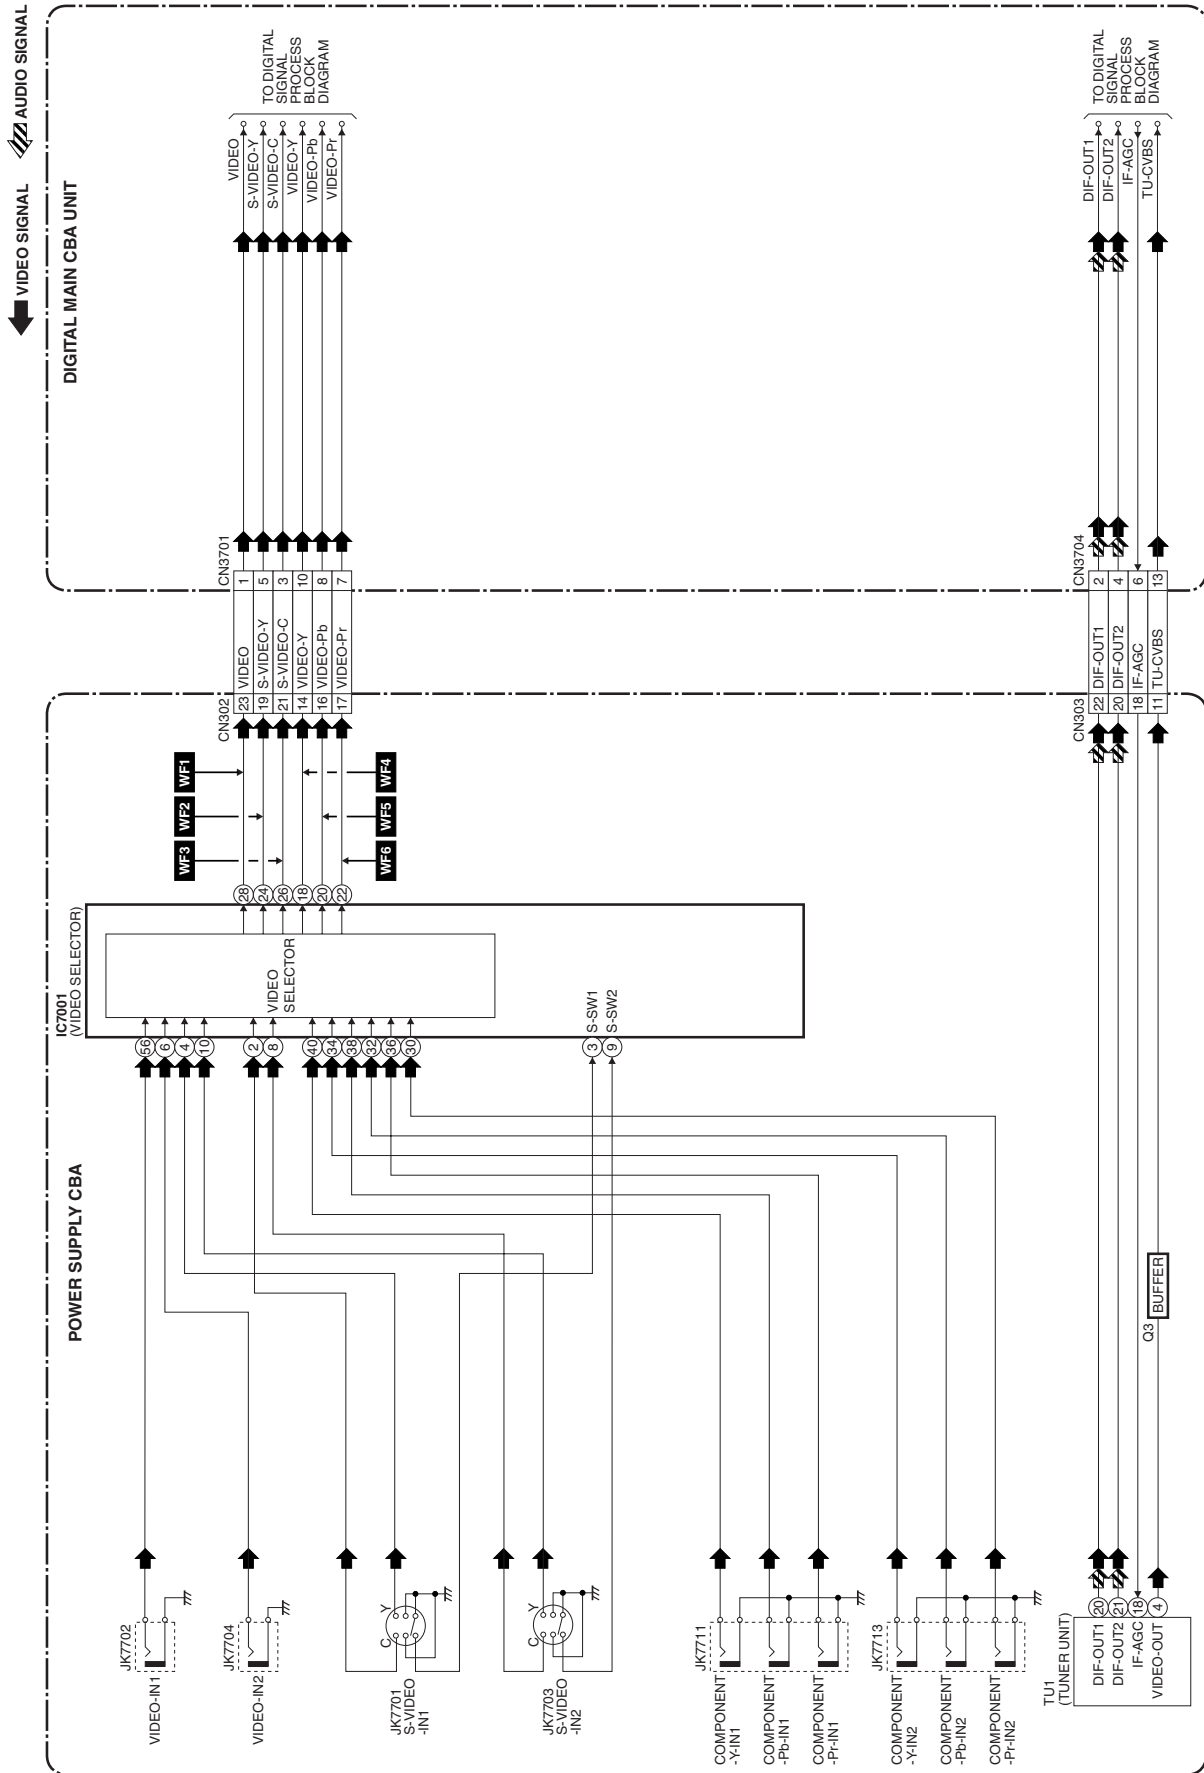 VIDEO SIGNAL
AUDIO SIGNAL
POWER SUPPLY CBA
DIGITAL MAIN CBA UNIT
JK7702
VIDEO-IN1
JK7704
VIDEO-IN2
C
Y
JK7701
S-VIDEO
-IN1
C
Y
JK7703
S-VIDEO
-IN2
JK7711
COMPONENT
-Y-IN1
COMPONENT
-Pb-IN1
COMPONENT
-Pr-IN1
JK7713
COMPONENT
-Y-IN2
COMPONENT
-Pb-IN2
COMPONENT
-Pr-IN2
TU1
(TUNER UNIT)
DIF-OUT1
20
DIF-OUT2
21
IF-AGC
18
VIDEO-OUT
4
Q3
BUFFER
IC7001
(VIDEO SELECTOR)
56
6
4
10
2
8
40
34
38
32
36
30
VIDEO
SELECTOR
3
S-SW1
9
S-SW2
28
24
26
18
20
22
WF1
WF2
WF3
WF4
WF5
WF6
CN302
CN3701
23 VIDEO 1
19 S-VIDEO-Y 5
21 S-VIDEO-C 3
14 VIDEO-Y 10
16 VIDEO-Pb 8
17 VIDEO-Pr 7
VIDEO
S-VIDEO-Y
S-VIDEO-C
VIDEO-Y
VIDEO-Pb
VIDEO-Pr
TO DIGITAL
SIGNAL
PROCESS
BLOCK
DIAGRAM
CN303
CN3704
22 DIF-OUT1 2
20 DIF-OUT2 4
18 IF-AGC 6
11 TU-CVBS 13
DIF-OUT1
DIF-OUT2
IF-AGC
TU-CVBS
TO DIGITAL
SIGNAL
PROCESS
BLOCK
DIAGRAM